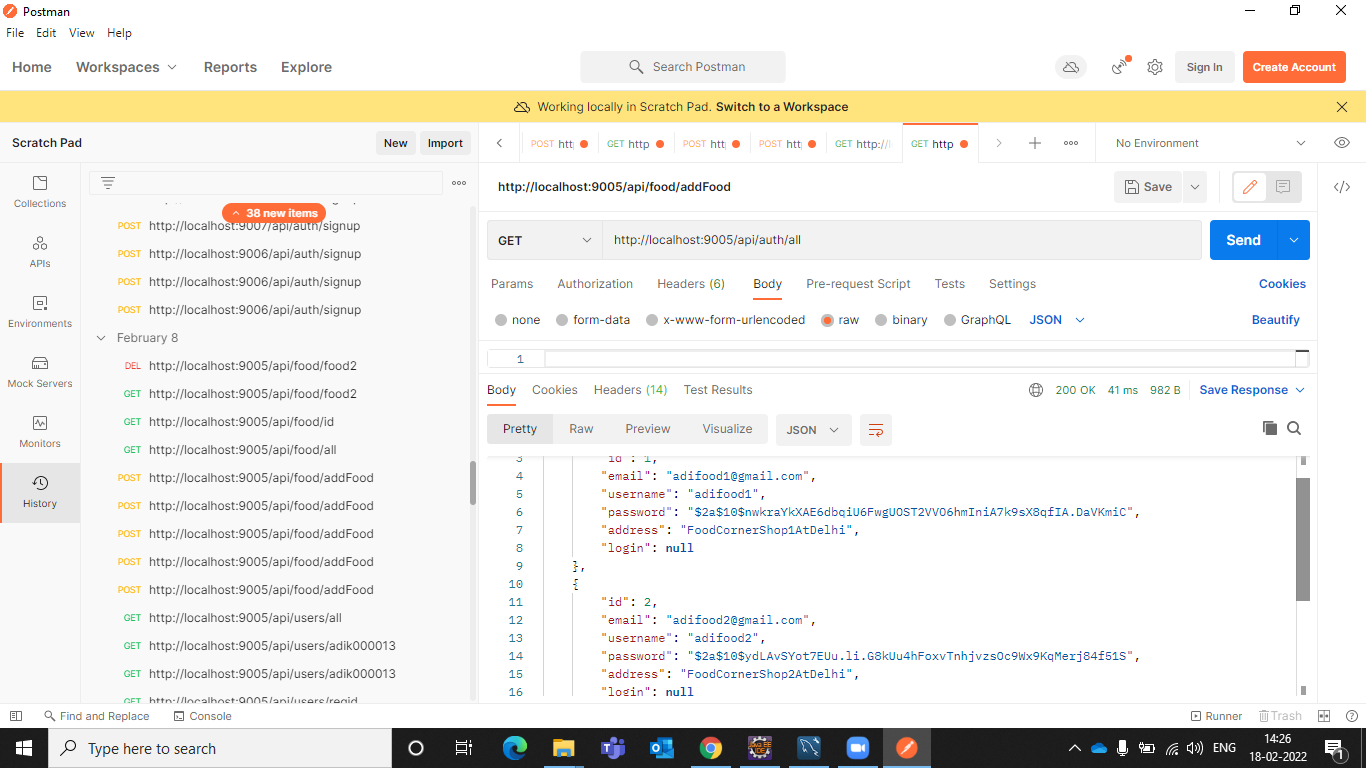 Postman
File Edit View Help
Home Workspaces Reports Explore Search Postman Sign In Create Account
Working locally in Scratch Pad. Switch to a Workspace
Scratch Pad New Import
POST htt GET http POST htt POST htt GET http:// GET http No Environment
Collections
APIs
Environments
Mock Servers
Monitors
History
38 new items
POST http://localhost:9007/api/auth/signup
POST http://localhost:9006/api/auth/signup
POST http://localhost:9006/api/auth/signup
POST http://localhost:9006/api/auth/signup
February 8
DEL http://localhost:9005/api/food/food2
GET http://localhost:9005/api/food/food2
GET http://localhost:9005/api/food/id
GET http://localhost:9005/api/food/all
POST http://localhost:9005/api/food/addFood
POST http://localhost:9005/api/food/addFood
POST http://localhost:9005/api/food/addFood
POST http://localhost:9005/api/food/addFood
POST http://localhost:9005/api/food/addFood
GET http://localhost:9005/api/users/all
GET http://localhost:9005/api/users/adik000013
GET http://localhost:9005/api/users/adik000013
GET http://localhost:9005/api/users/regid
http://localhost:9005/api/food/addFood Save
GET http://localhost:9005/api/auth/all Send
Params Authorization Headers (6) Body Pre-request Script Tests Settings Cookies
none form-data x-www-form-urlencoded raw binary GraphQL JSON Beautify
1
Body Cookies Headers (14) Test Results 200 OK 41 ms 982 B Save Response
Pretty Raw Preview Visualize JSON
3 "id": 1,
4 "email": "adifood1@gmail.com",
5 "username": "adifood1",
6 "password": "$2a$10$nwkraYkXAE6dbqiU6FwgUOST2VVO6hmIniA7k9sX8qfIA.DaVKmiC",
7 "address": "FoodCornerShop1AtDelhi",
8 "login": null
9 },
10 {
11 "id": 2,
12 "email": "adifood2@gmail.com",
13 "username": "adifood2",
14 "password": "$2a$10$ydLAvSYot7EUu.li.G8kUu4hFoxvTnhjvzsOc9Wx9KqMerj84f51S",
15 "address": "FoodCornerShop2AtDelhi",
16 "login": null
Find and Replace Console Runner Trash
Type here to search
ENG
14:26
18-02-2022
1